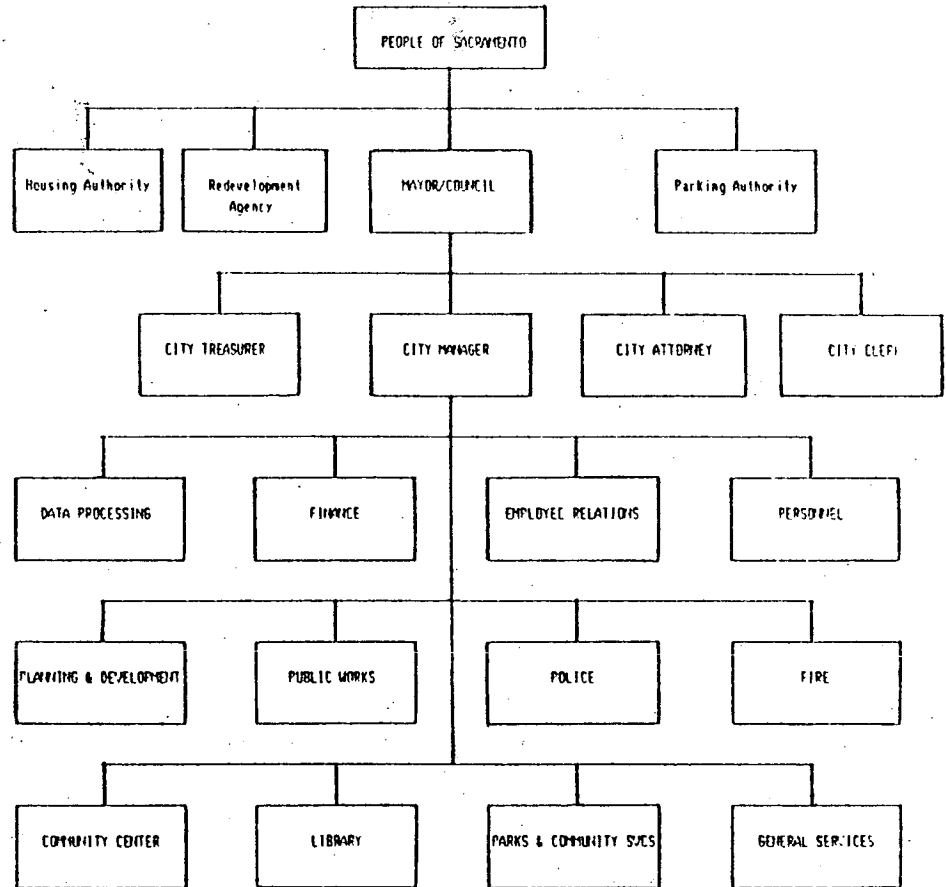 PEOPLE OF SACRAMENTO
Housing Authority
Redevelopment
Agency
MAYOR/COUNCIL
Parking Authority
CITY TREASURER
CITY MANAGER
CITY ATTORNEY
CITY CLERK
DATA PROCESSING
FINANCE
EMPLOYEE RELATIONS
PERSONNEL
PLANNING & DEVELOPMENT
PUBLIC WORKS
POLICE
FIRE
COMMUNITY CENTER
LIBRARY
PARKS & COMMUNITY SVCS
GENERAL SERVICES